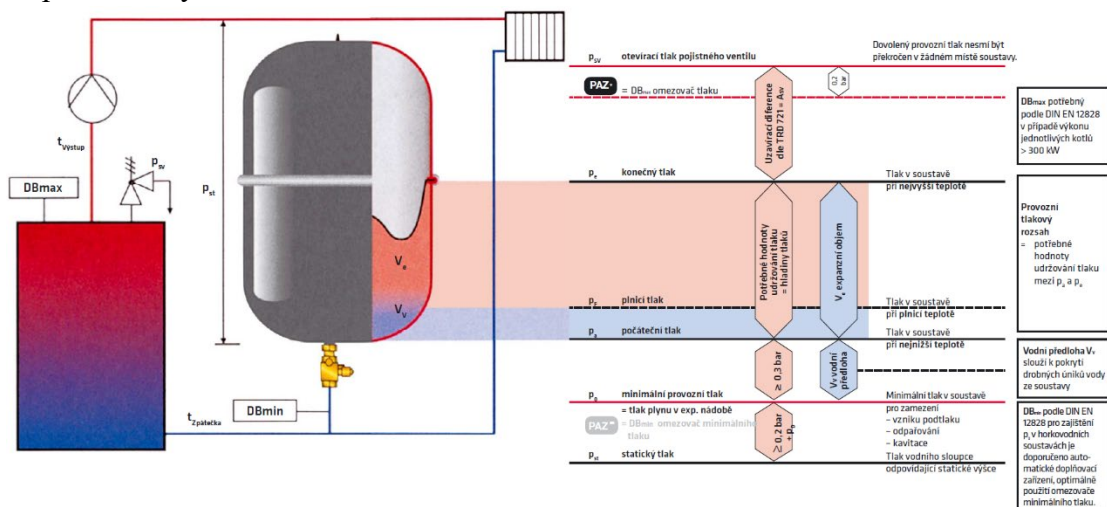 t Výstup
p sv
DBmax
p st
V e
V v
DBmin
t Zpátečka
p sv otevírací tlak pojistného ventilu
Dovolený provozní tlak nesmí být
překročen v žádném místě soustavy.
PAZ+ = DBmax omezovač tlaku
Uzavírací diference
dle TRD 721 = Asv
0,2
bar
DBmax potřebný
podle DIN EN 12828
v případě výkonu
jednotlivých kotlů
> 300 kW
p e konečný tlak
Tlak v soustavě
při nejvyšší teplotě
Potřebné hodnoty
udržování tlaku
= hladiny tlaků
V e expanzní objem
Provozní
tlakový
rozsah
= potřebné
hodnoty
udržování tlaku
mezi p a a p e
p F plnicí tlak
Tlak v soustavě
při plnicí teplotě
p a počáteční tlak
Tlak v soustavě
při nejnižší teplotě
≥ 0,3 bar
Vv vodní
předloha
Vodní předloha Vv
slouží k pokrytí
drobných úniků vody
ze soustavy
p 0 minimální provozní tlak
= tlak plynu v exp. nádobě
PAZ− = DBmin omezovač minimálního
tlaku
Minimální tlak v soustavě
pro zamezení
– vzniku podtlaku
– odpařování
– kavitace
≥ 0,2 bar
+ p D
p st statický tlak
Tlak vodního sloupce
odpovídající statické výšce
DBmin podle DIN EN
12828 pro zajištění
p 0 v horkovodních
soustavách je
doporučeno auto-
matické doplňovací
zařízení, optimálně
použití omezovače
minimálního tlaku.